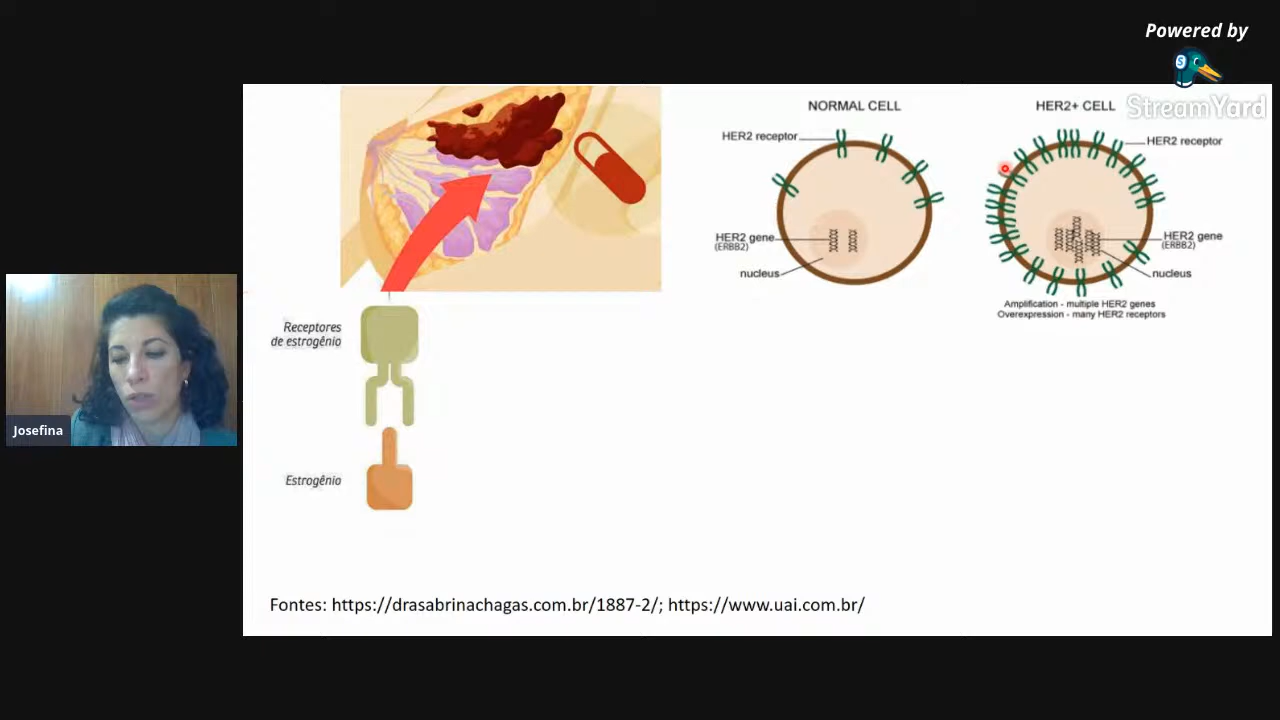 Powered by
StreamYard
NORMAL CELL
HER2 receptor
HER2 gene
(ERBB2)
nucleus
HER2+ CELL
HER2 receptor
HER2 gene
(ERBB2)
nucleus
Amplification - multiple HER2 genes
Overexpression - many HER2 receptors
Receptores
de estrogênio
Estrogênio
Josefina
Fontes: https://drasabrinachagas.com.br/1887-2/; https://www.uai.com.br/